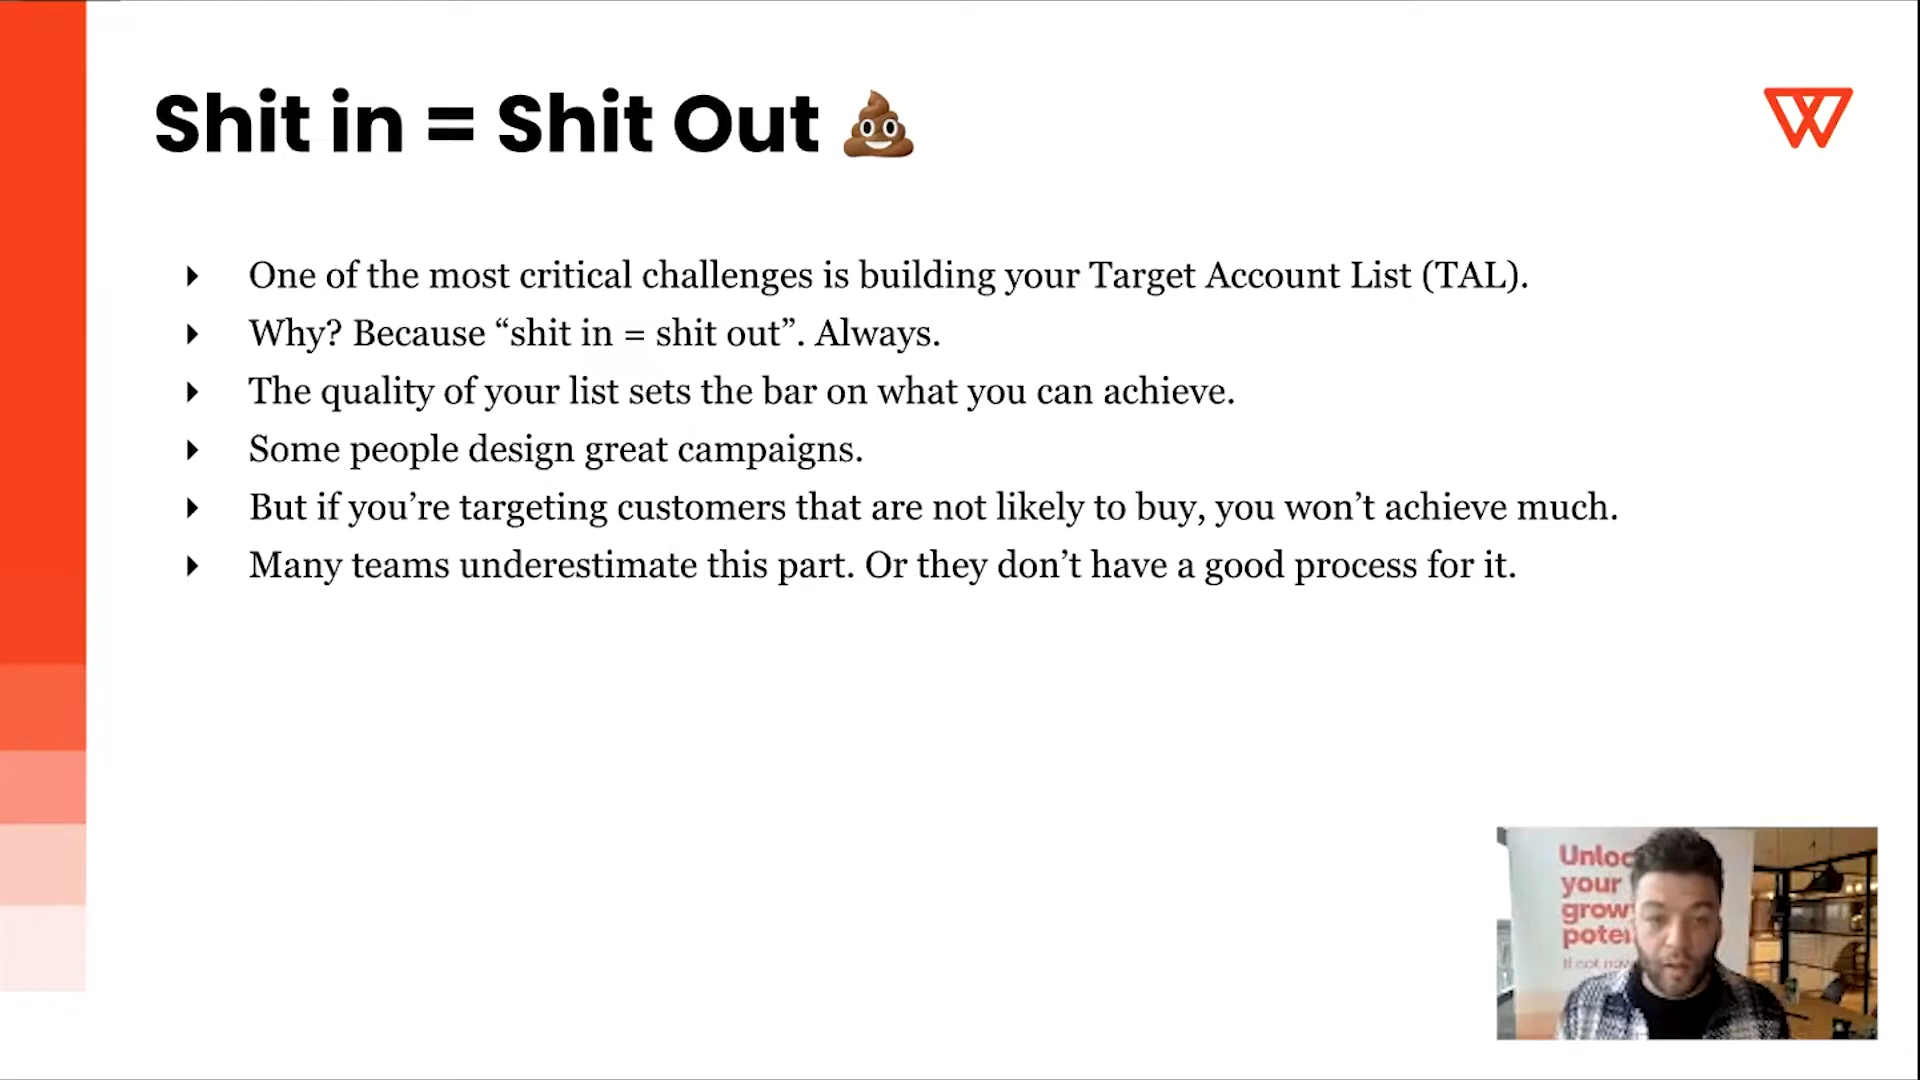 Shit in = Shit Out 💩
One of the most critical challenges is building your Target Account List (TAL).
Why? Because “shit in = shit out”. Always.
The quality of your list sets the bar on what you can achieve.
Some people design great campaigns.
But if you’re targeting customers that are not likely to buy, you won’t achieve much.
Many teams underestimate this part. Or they don’t have a good process for it.
your
If not